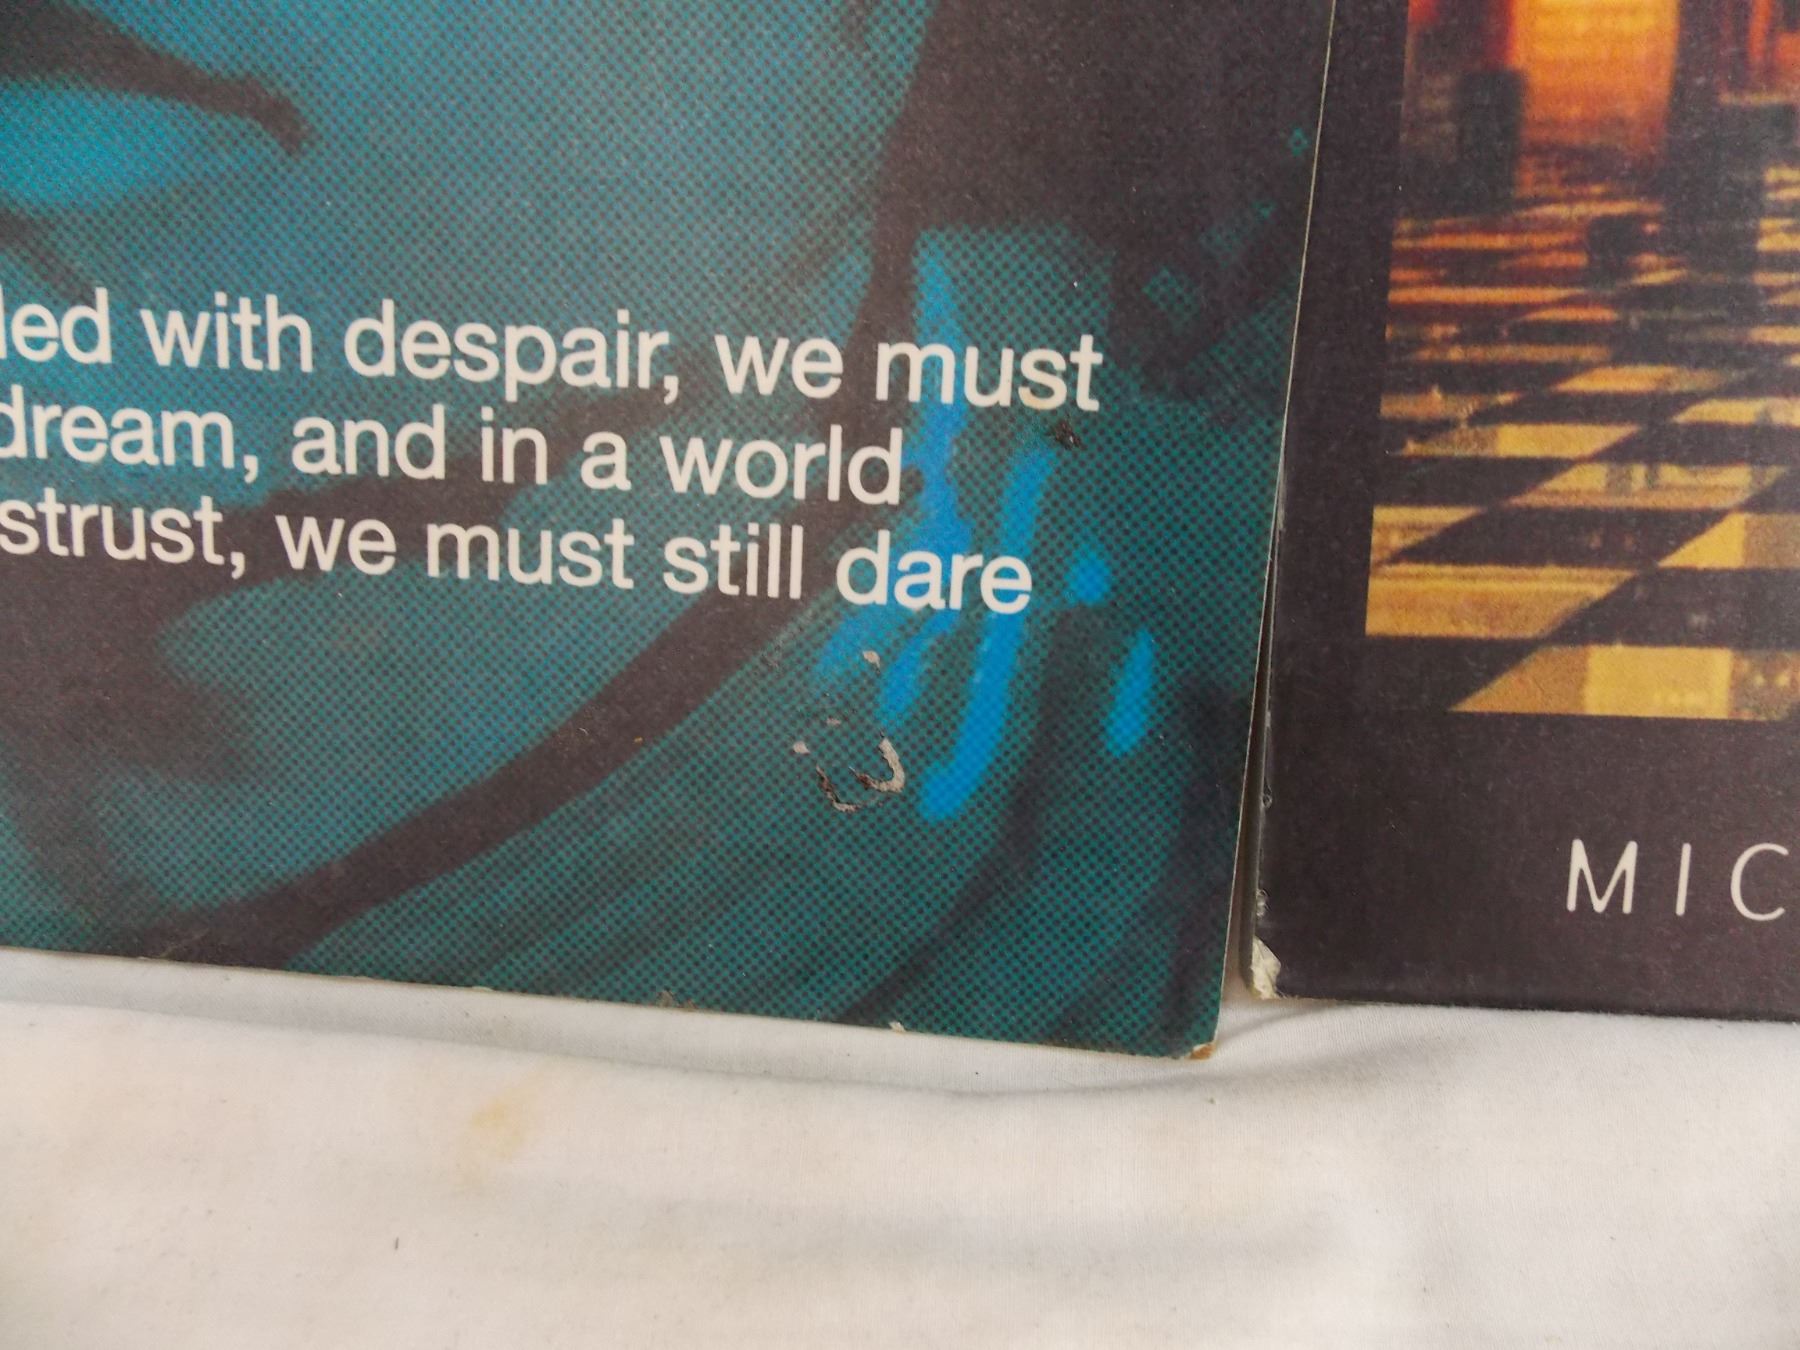 led with despair, we must
dream, and in a world
strust, we must still dare
MIC